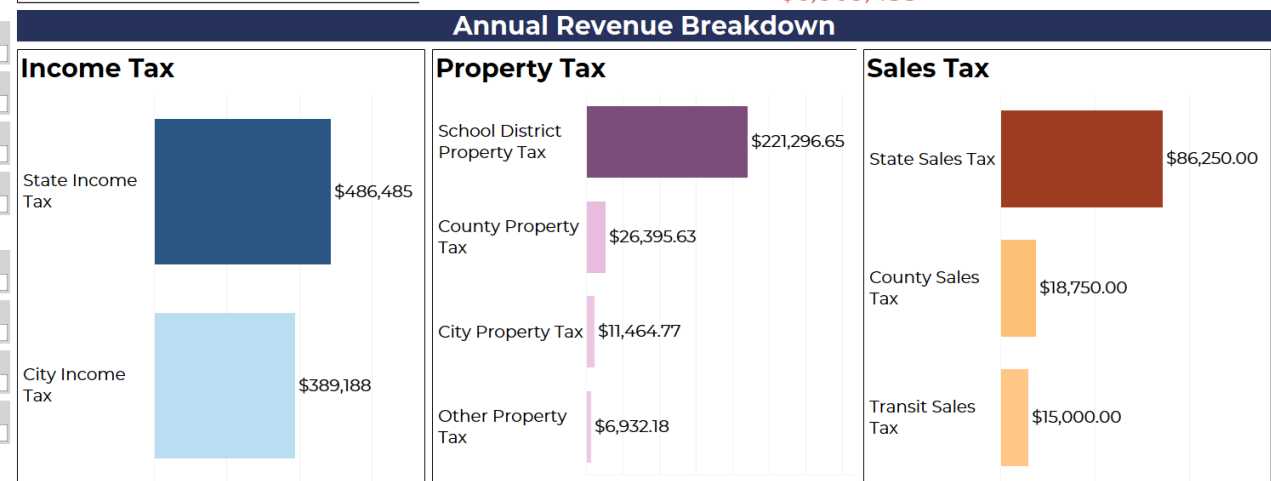 Annual Revenue Breakdown
Income Tax
State Income
Tax
$486,485
City Income
Tax
$389,188
Property Tax
School District
Property Tax
$221,296.65
County Property
Tax
$26,395.63
City Property Tax
$11,464.77
Other Property
Tax
$6,932.18
Sales Tax
State Sales Tax
$86,250.00
County Sales
Tax
$18,750.00
Transit Sales
Tax
$15,000.00